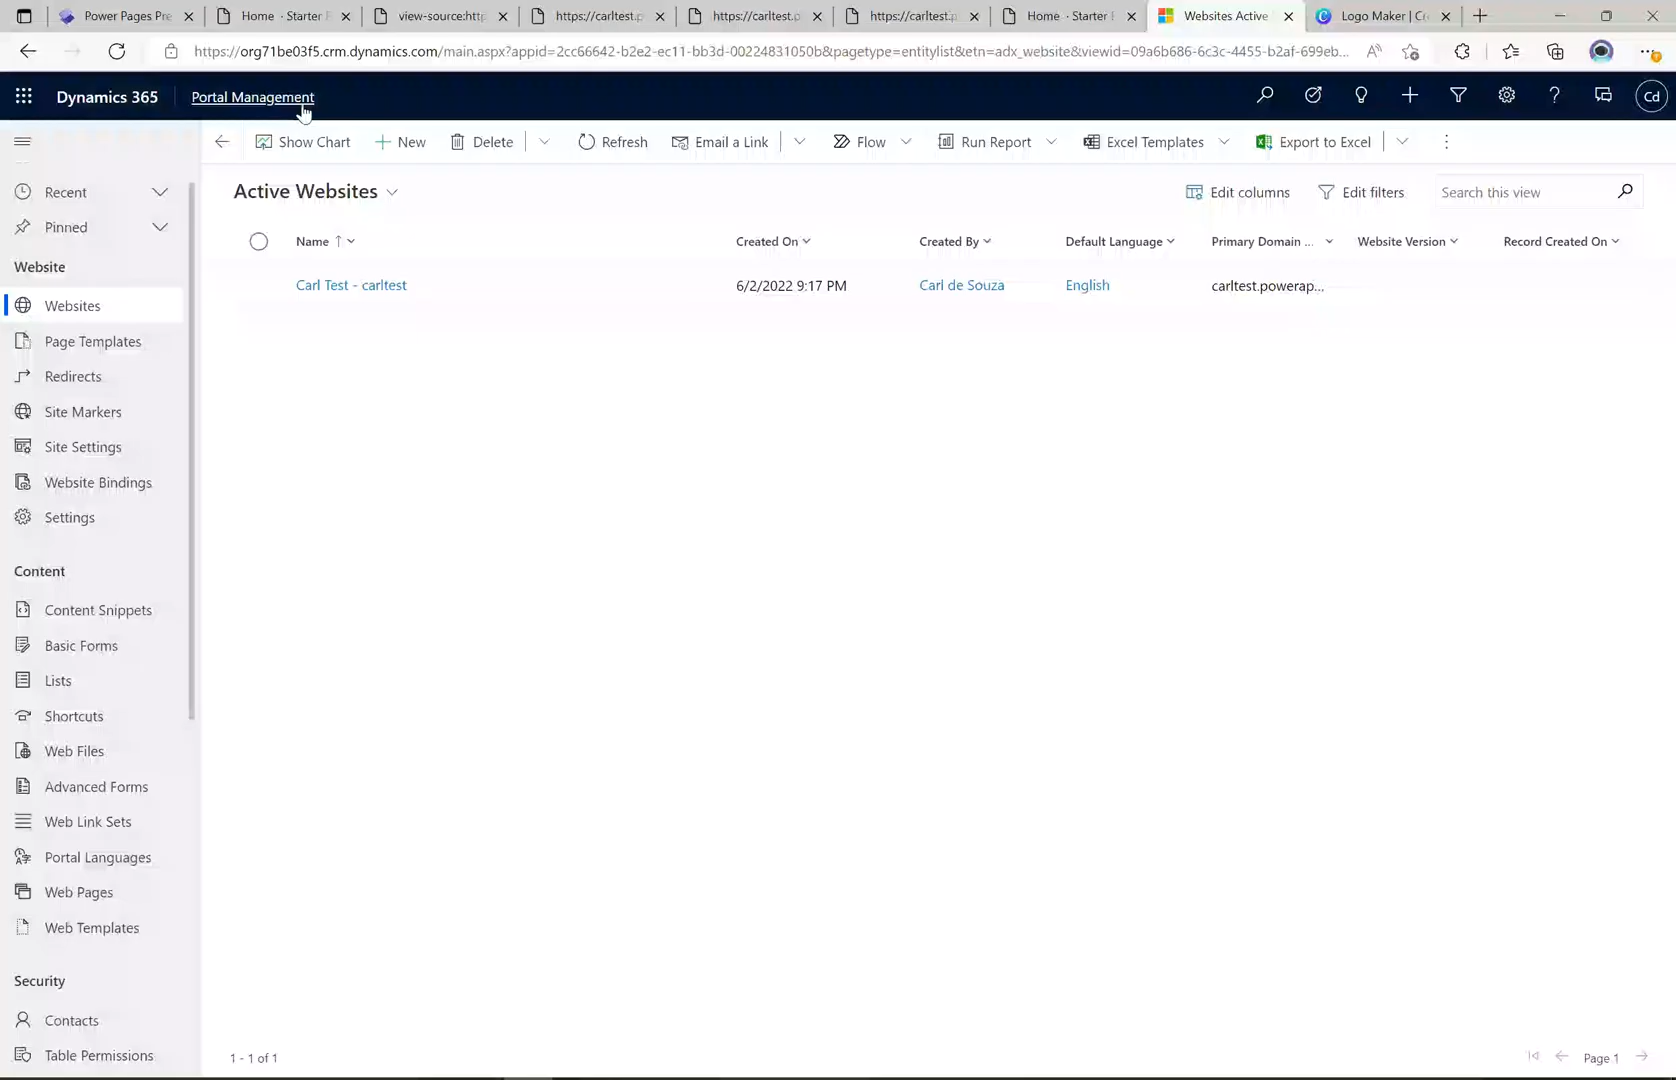 Power Pages Pre
Home · Starter P
view-source:http
https://carltest.p
https://carltest.p
https://carltest.p
Home · Starter P
Websites Active
Logo Maker | Cr
https://org71be03f5.crm.dynamics.com/main.aspx?appid=2cc66642-b2e2-ec11-bb3d-00224831050b&pagetype=entitylist&etn=adx_website&viewid=09a6b686-6c3c-4455-b2af-699eb...
Dynamics 365
Portal Management
Cd
Show Chart
New
Delete
Refresh
Email a Link
Flow
Run Report
Excel Templates
Export to Excel
Recent
Pinned
Website
Websites
Page Templates
Redirects
Site Markers
Site Settings
Website Bindings
Settings
Content
Content Snippets
Basic Forms
Lists
Shortcuts
Web Files
Advanced Forms
Web Link Sets
Portal Languages
Web Pages
Web Templates
Security
Contacts
Table Permissions
Active Websites
Edit columns
Edit filters
Search this view
Name ↑ Created On Created By Default Language Primary Domain ... Website Version Record Created On
Carl Test - carltest 6/2/2022 9:17 PM Carl de Souza English carltest.powerap...
1 - 1 of 1
Page 1